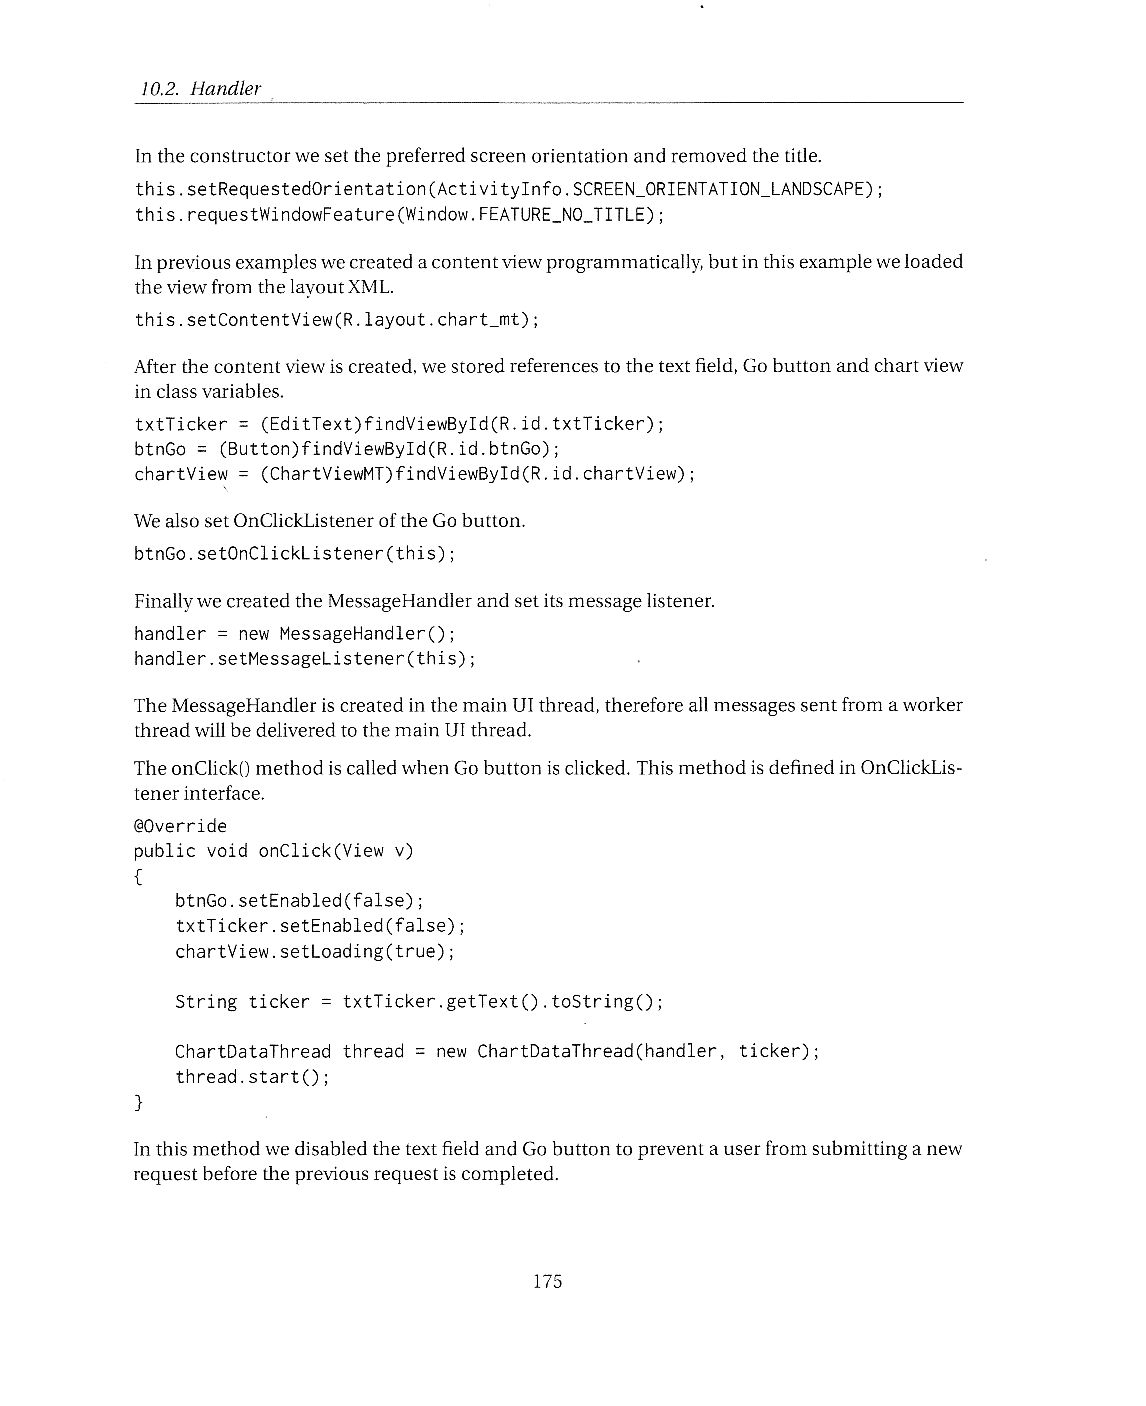 10.2. Handler
In the constructor we set the preferred screen orientation and removed the title.
this.setRequestedOrientation(ActivityInfo.SCREEN_ORIENTATION_LANDSCAPE);
this.requestWindowFeature(Window.FEATURE_NO_TITLE);
In previous examples we created a content view programmatically, but in this example we loaded
the view from the layout XML.
this.setContentView(R.layout.chart_mt);
After the content view is created, we stored references to the text field, Go button and chart view
in class variables.
txtTicker = (EditText)findViewById(R.id.txtTicker);
btnGo = (Button)findViewById(R.id.btnGo);
chartView = (ChartViewMT)findViewById(R.id.chartView);
We also set OnClickListener of the Go button.
btnGo.setOnClickListener(this);
Finally we created the MessageHandler and set its message listener.
handler = new MessageHandler();
handler.setMessageListener(this);
The MessageHandler is created in the main UI thread, therefore all messages sent from a worker
thread will be delivered to the main UI thread.
The onClick() method is called when Go button is clicked. This method is defined in OnClickLis-
tener interface.
@Override
public void onClick(View v)
{
    btnGo.setEnabled(false);
    txtTicker.setEnabled(false);
    chartView.setLoading(true);
    String ticker = txtTicker.getText().toString();
    ChartDataThread thread = new ChartDataThread(handler, ticker);
    thread.start();
}
In this method we disabled the text field and Go button to prevent a user from submitting a new
request before the previous request is completed.
175